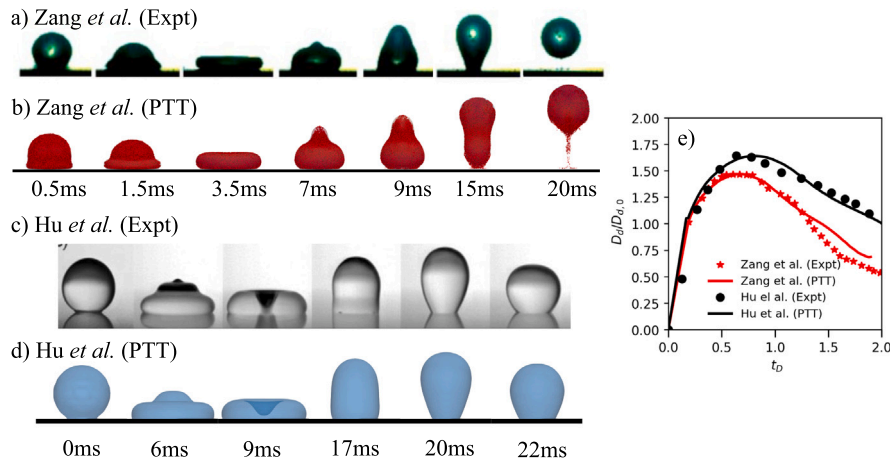 a) Zang et al. (Expt)
b) Zang et al. (PTT)
0.5ms 1.5ms 3.5ms 7ms 9ms 15ms 20ms
c) Hu et al. (Expt)
d) Hu et al. (PTT)
0ms 6ms 9ms 17ms 20ms 22ms
e)
D_d/D_{d,0}
2.00
1.75
1.50
1.25
1.00
0.75
0.50
0.25
0.00
Zang et al. (Expt)
Zang et al. (PTT)
Hu el al. (Expt)
Hu et al. (PTT)
0.0 0.5 1.0 1.5 2.0
t_D